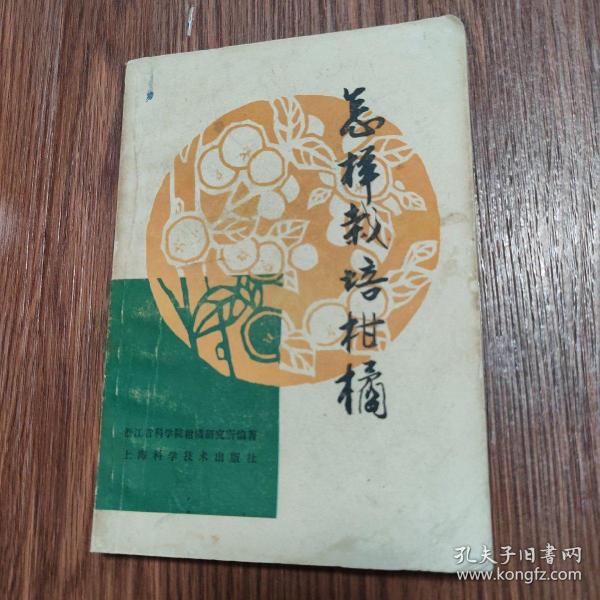 怎样栽培柑橘
浙江省科学院柑橘研究所编著
上海科学技术出版社
孔夫子旧书网
www.kongfz.com